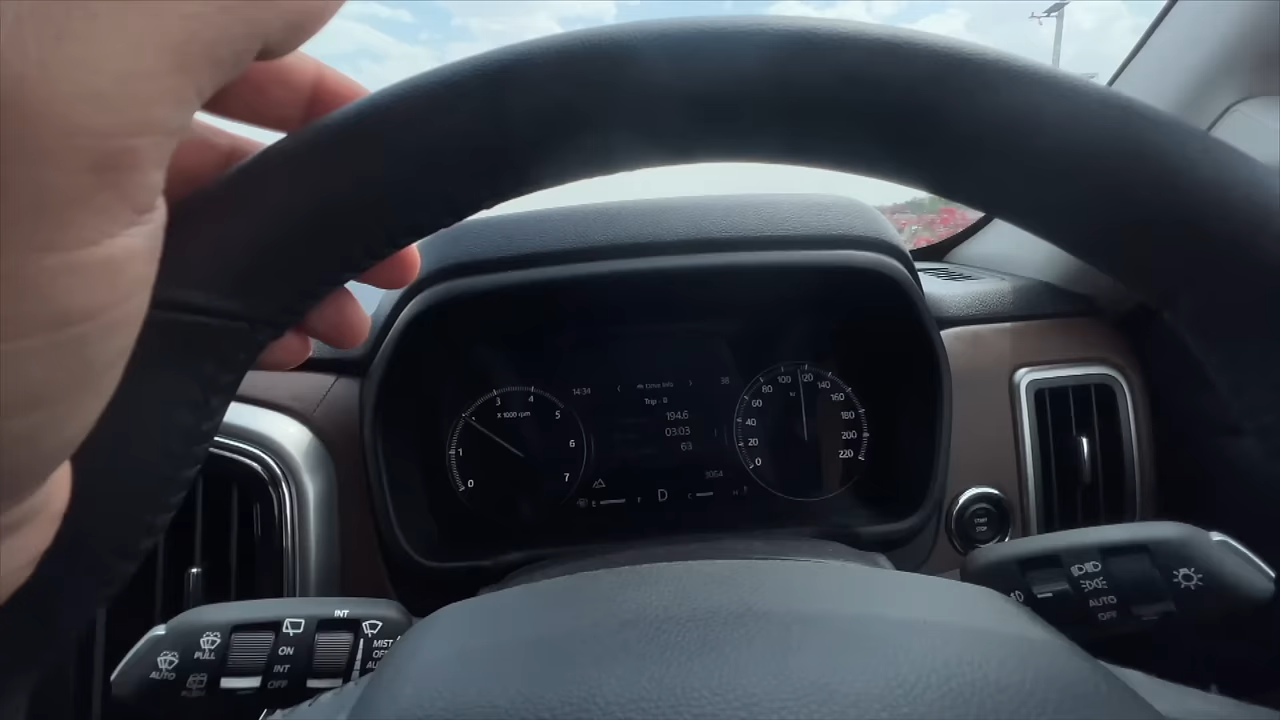 14:34
Drive Info
38
Trip - B
194.6
03:03
63
3064
0
1
3
4
5
6
7
X 1000 rpm
0
20
40
60
80
100
120
140
160
180
200
220
E
F
D
C
H
START
STOP
AUTO
OFF
INT
PULL
AUTO
PUSH
ON
INT
OFF
MIST